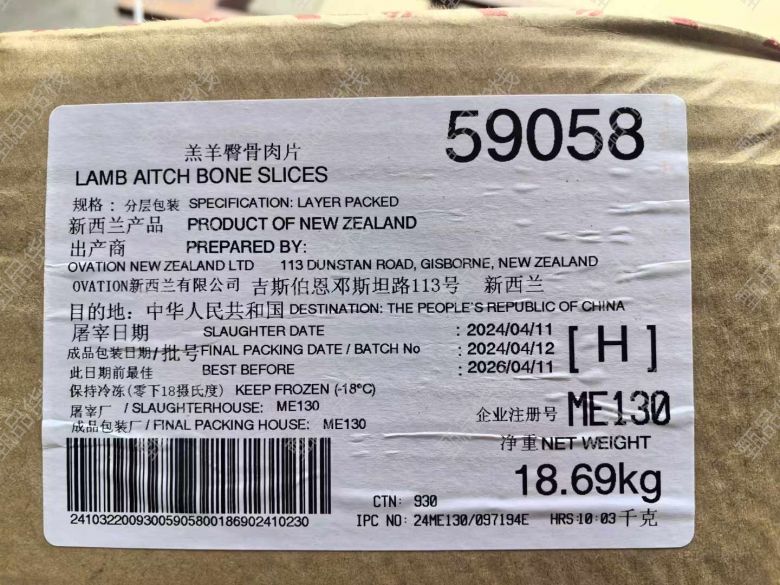 59058
羔羊臀骨肉片
LAMB AITCH BONE SLICES
规格：分层包装 SPECIFICATION: LAYER PACKED
新西兰产品 PRODUCT OF NEW ZEALAND
出产商 PREPARED BY:
OVATION NEW ZEALAND LTD 113 DUNSTAN ROAD, GISBORNE, NEW ZEALAND
OVATION新西兰有限公司 吉斯伯恩邓斯坦路113号 新西兰
目的地: 中华人民共和国 DESTINATION: THE PEOPLE'S REPUBLIC OF CHINA
屠宰日期 SLAUGHTER DATE : 2024/04/11
成品包装日期/批号 FINAL PACKING DATE / BATCH No : 2024/04/12
此日期前最佳 BEST BEFORE : 2026/04/11
[ H ]
保持冷冻(零下18摄氏度) KEEP FROZEN (-18°C)
屠宰厂 / SLAUGHTERHOUSE: ME130
成品包装厂 / FINAL PACKING HOUSE: ME130
企业注册号 ME130
净重 NET WEIGHT
18.69kg
千克
CTN: 930
IPC NO: 24ME130/097194E HRS:10:03
24103220093005905800186902410230
甄品货栈